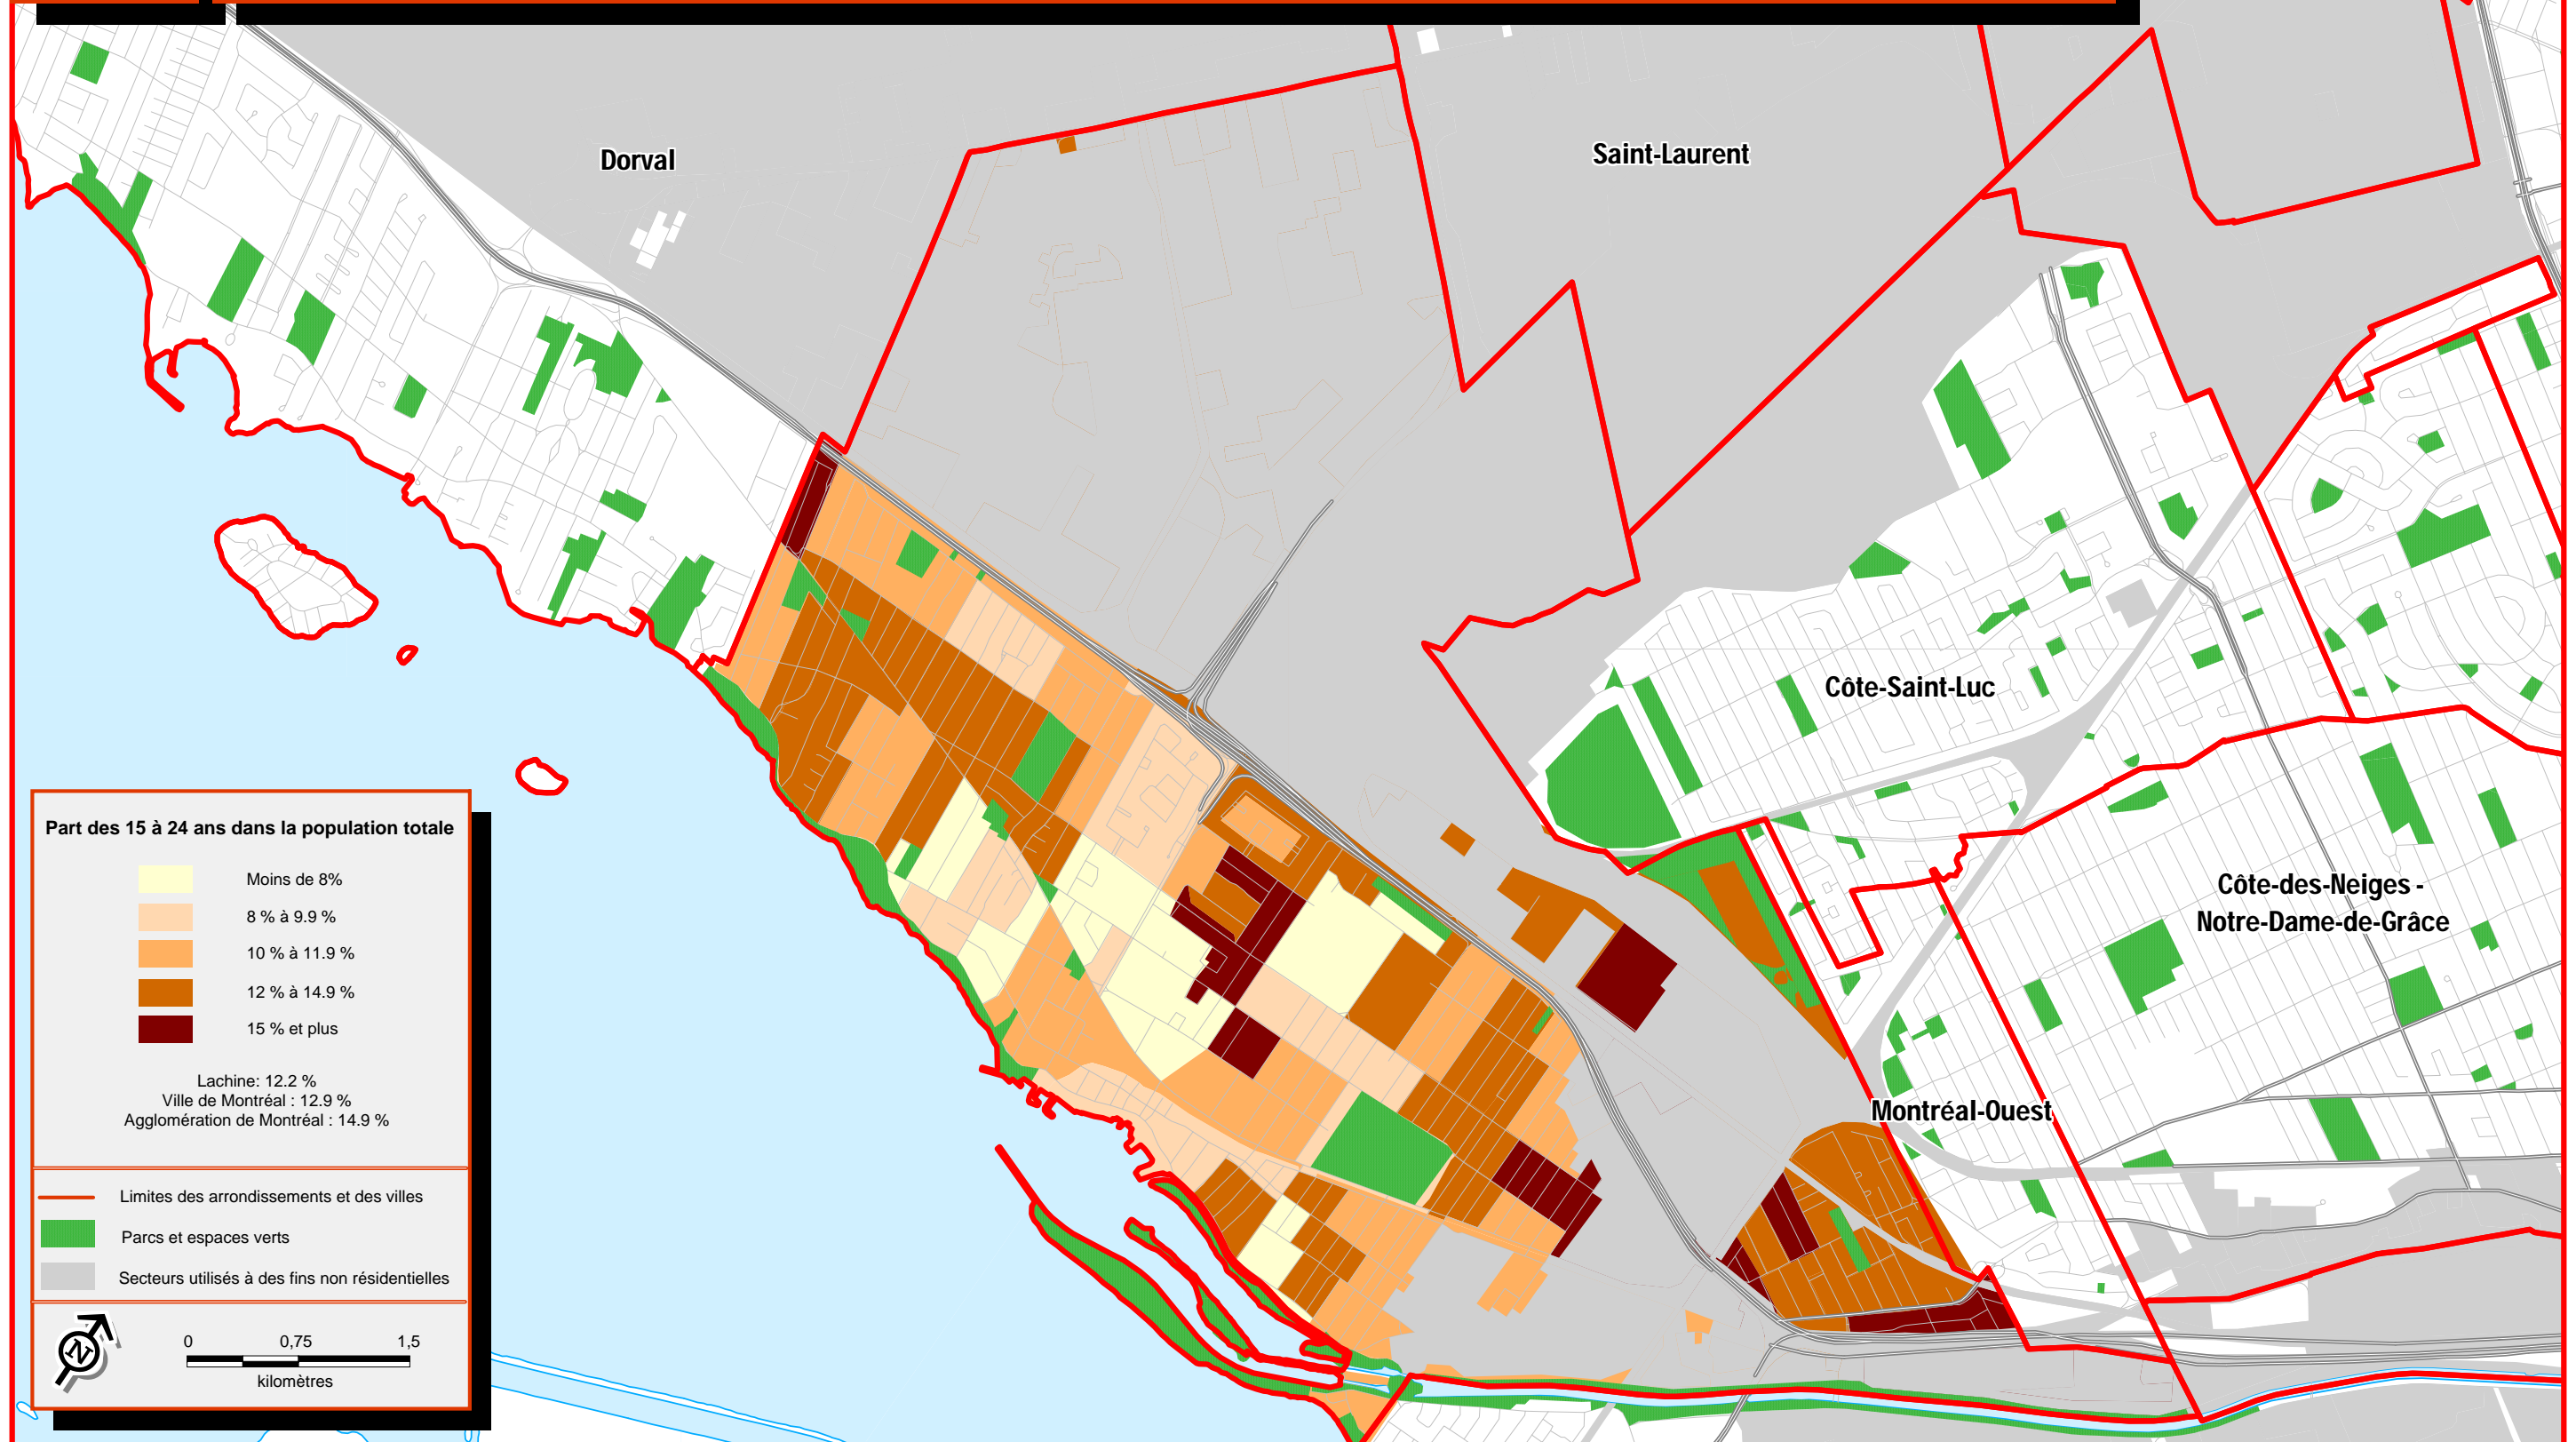 Dorval
Saint-Laurent
Côte-Saint-Luc
Côte-des-Neiges -
Notre-Dame-de-Grâce
Montréal-Ouest
Part des 15 à 24 ans dans la population totale
Moins de 8%
8 % à 9.9 %
10 % à 11.9 %
12 % à 14.9 %
15 % et plus
Lachine: 12.2 %
Ville de Montréal : 12.9 %
Agglomération de Montréal : 14.9 %
Limites des arrondissements et des villes
Parcs et espaces verts
Secteurs utilisés à des fins non résidentielles
N
0 0,75 1,5
kilomètres